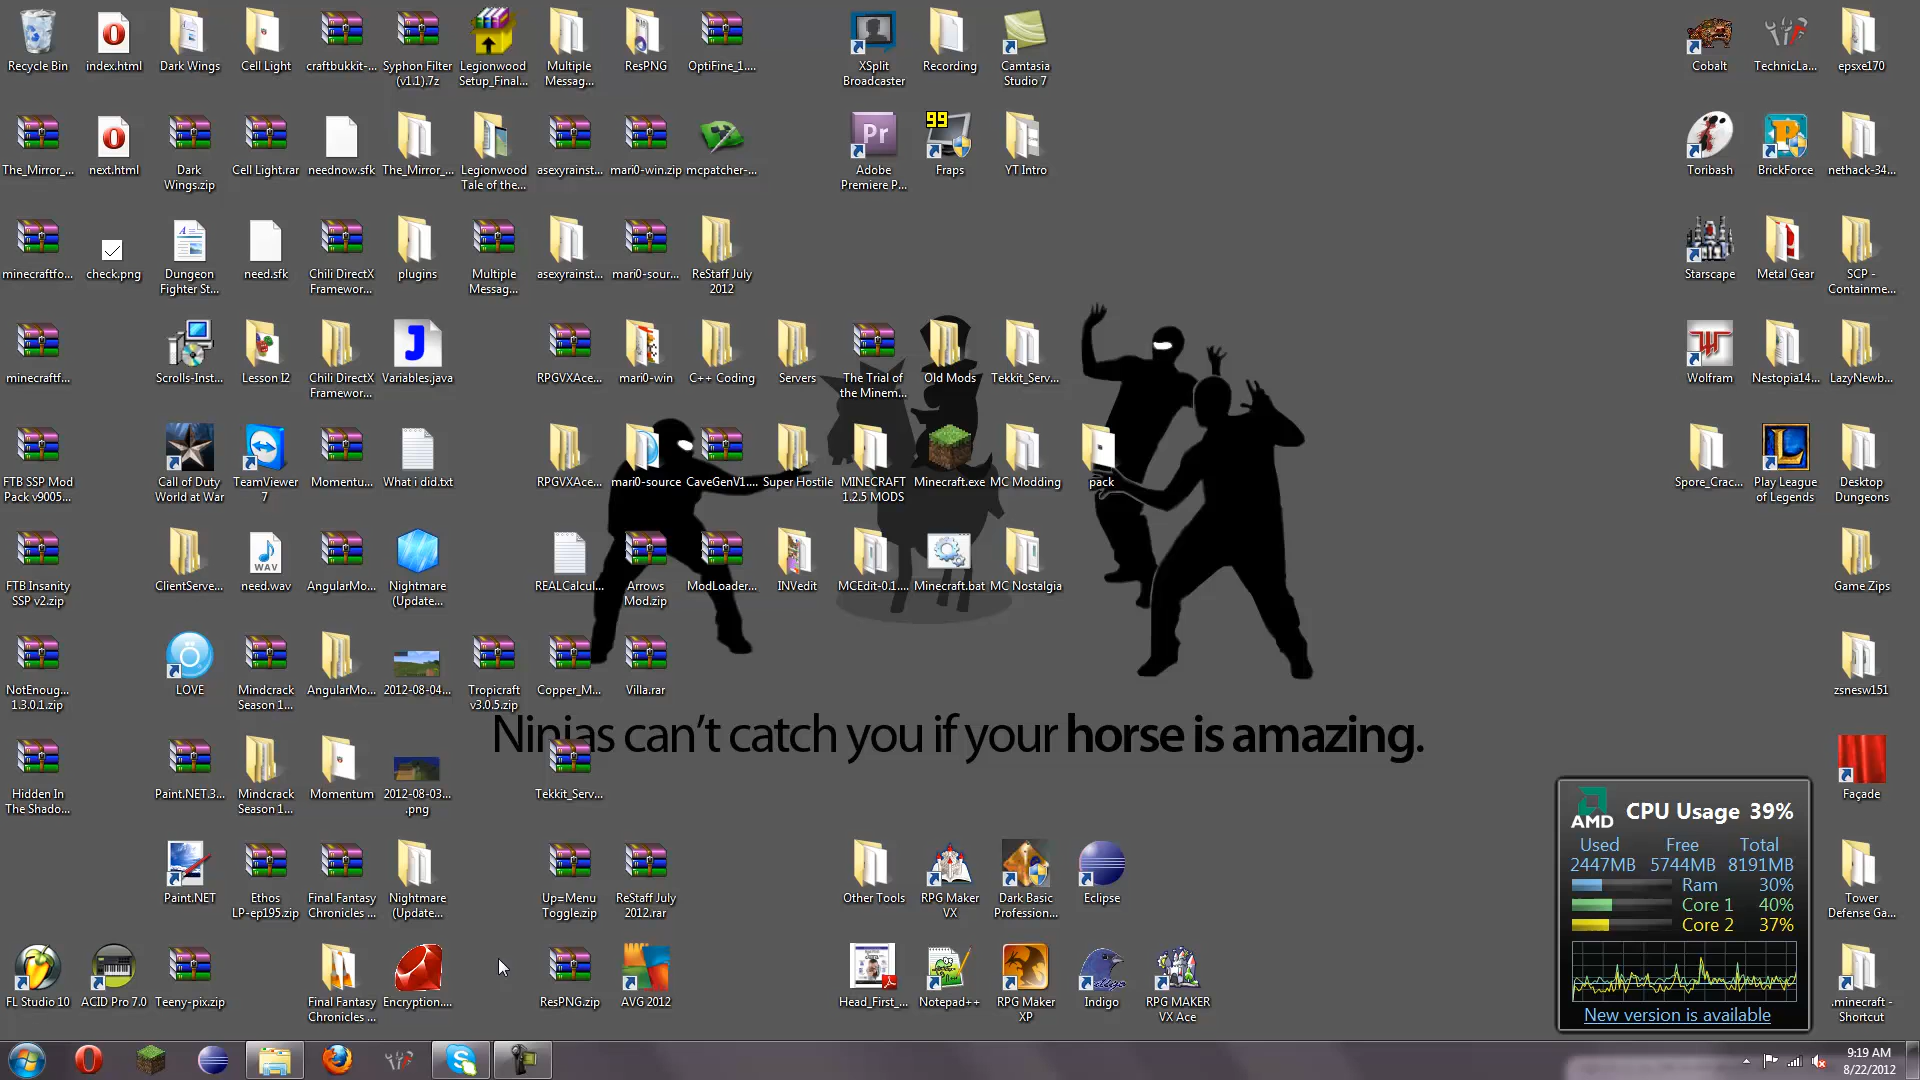 Recycle Bin
index.html
Dark Wings
Cell Light
craftbukkit-...
Syphon Filter
(v1.1).7z
Legionwood
Setup_Final...
Multiple
Messag...
ResPNG
OptiFine_1....
XSplit
Broadcaster
Recording
Camtasia
Studio 7
Cobalt
TechnicLa...
epsxe170
The_Mirror_...
next.html
Dark
Wings.zip
Cell Light.rar
neednow.sfk
The_Mirror_...
Legionwood
Tale of the...
asexyrainst...
mari0-win.zip
mcpatcher-...
Pr
Adobe
Premiere P...
99
Fraps
YT Intro
Toribash
BrickForce
nethack-34...
minecraftfo...
check.png
Dungeon
Fighter St...
need.sfk
Chili DirectX
Framewor...
plugins
Multiple
Messag...
asexyrainst...
mari0-sour...
ReStaff July
2012
Starscape
Metal Gear
SCP -
Containme...
minecraftf...
Scrolls-Inst...
Lesson I2
Chili DirectX
Framewor...
J
Variables.java
RPGVXAce...
mari0-win
C++ Coding
Servers
The Trial of
the Minem...
Old Mods
Tekkit_Serv...
Wolfram
Nestopia14...
LazyNewb...
FTB SSP Mod
Pack v9005...
Call of Duty
World at War
TeamViewer
7
Momentu...
What i did.txt
RPGVXAce...
mari0-source
CaveGenV1....
Super Hostile
MINECRAFT
1.2.5 MODS
Minecraft.exe
MC Modding
pack
Spore_Crac...
Play League
of Legends
Desktop
Dungeons
FTB Insanity
SSP v2.zip
ClientServe...
WAV
need.wav
AngularMo...
Nightmare
(Update...
REALCalcul...
Arrows
Mod.zip
ModLoader...
INVedit
MCEdit-0.1....
Minecraft.bat
MC Nostalgia
Game Zips
NotEnoug...
1.3.0.1.zip
LOVE
Mindcrack
Season 1...
AngularMo...
2012-08-04...
Tropicraft
v3.0.5.zip
Copper_M...
Villa.rar
zsnesw151
Ninjas can't catch you if your horse is amazing.
Hidden In
The Shado...
Paint.NET.3...
Mindcrack
Season 1...
Momentum
2012-08-03...
.png
Tekkit_Serv...
Façade
AMD
CPU Usage 39%
Used Free Total
2447MB 5744MB 8191MB
Ram 30%
Core 1 40%
Core 2 37%
New version is available
Paint.NET
Ethos
LP-ep195.zip
Final Fantasy
Chronicles ...
Nightmare
(Update...
Up=Menu
Toggle.zip
ReStaff July
2012.rar
Other Tools
RPG Maker
VX
Dark Basic
Profession...
Eclipse
Tower
Defense Ga...
FL Studio 10
ACID Pro 7.0
Teeny-pix.zip
Final Fantasy
Chronicles ...
Encryption....
ResPNG.zip
AVG 2012
Head_First_...
Notepad++
RPG Maker
XP
Indigo
RPG MAKER
VX Ace
.minecraft -
Shortcut
9:19 AM
8/22/2012